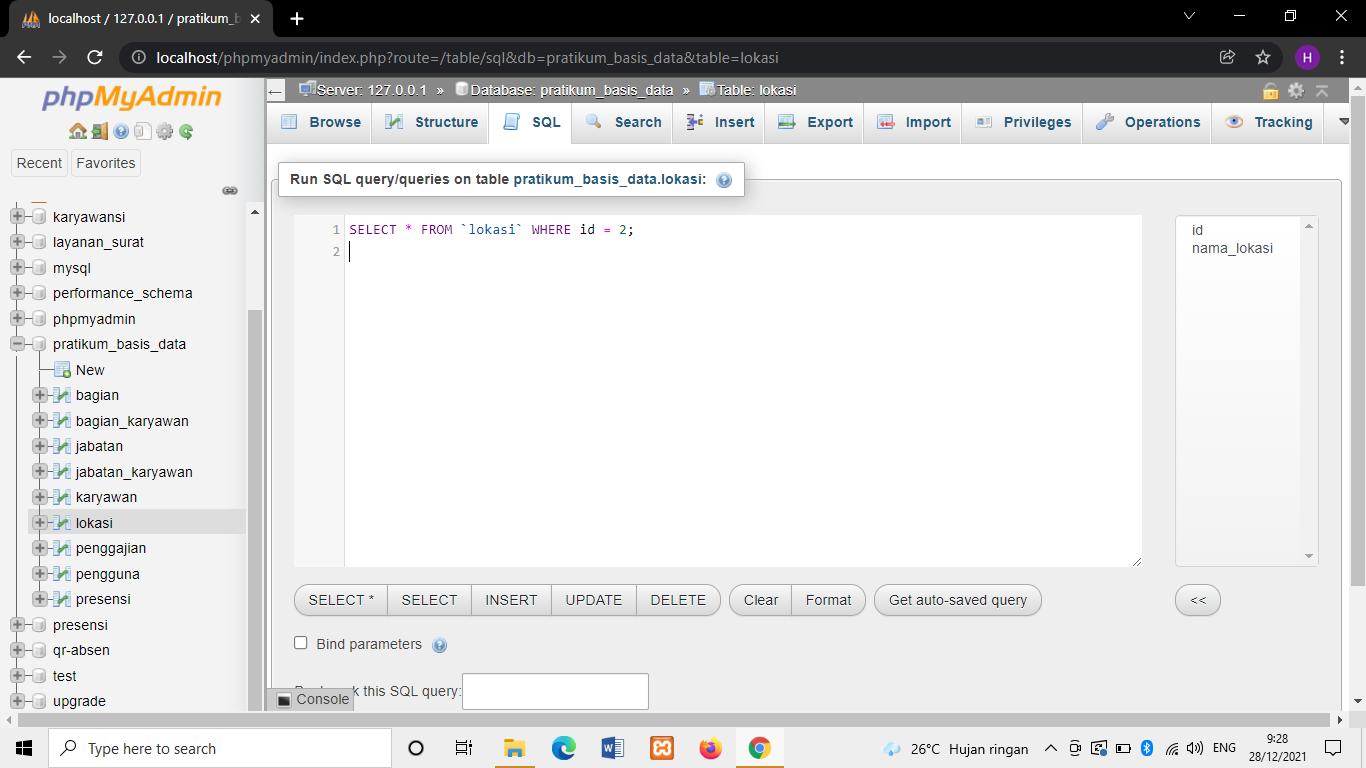 localhost / 127.0.0.1 / pratikum_b
localhost/phpmyadmin/index.php?route=/table/sql&db=pratikum_basis_data&table=lokasi
H
phpMyAdmin
Recent
Favorites
karyawansi
layanan_surat
mysql
performance_schema
phpmyadmin
pratikum_basis_data
New
bagian
bagian_karyawan
jabatan
jabatan_karyawan
karyawan
lokasi
penggajian
pengguna
presensi
presensi
qr-absen
test
upgrade
Server: 127.0.0.1 » Database: pratikum_basis_data » Table: lokasi
Browse Structure SQL Search Insert Export Import Privileges Operations Tracking
Run SQL query/queries on table pratikum_basis_data.lokasi:
1 SELECT * FROM `lokasi` WHERE id = 2;
2
id
nama_lokasi
SELECT * SELECT INSERT UPDATE DELETE Clear Format Get auto-saved query <<
Bind parameters
this SQL query:
Console
Type here to search
26°C Hujan ringan
ENG
9:28
28/12/2021